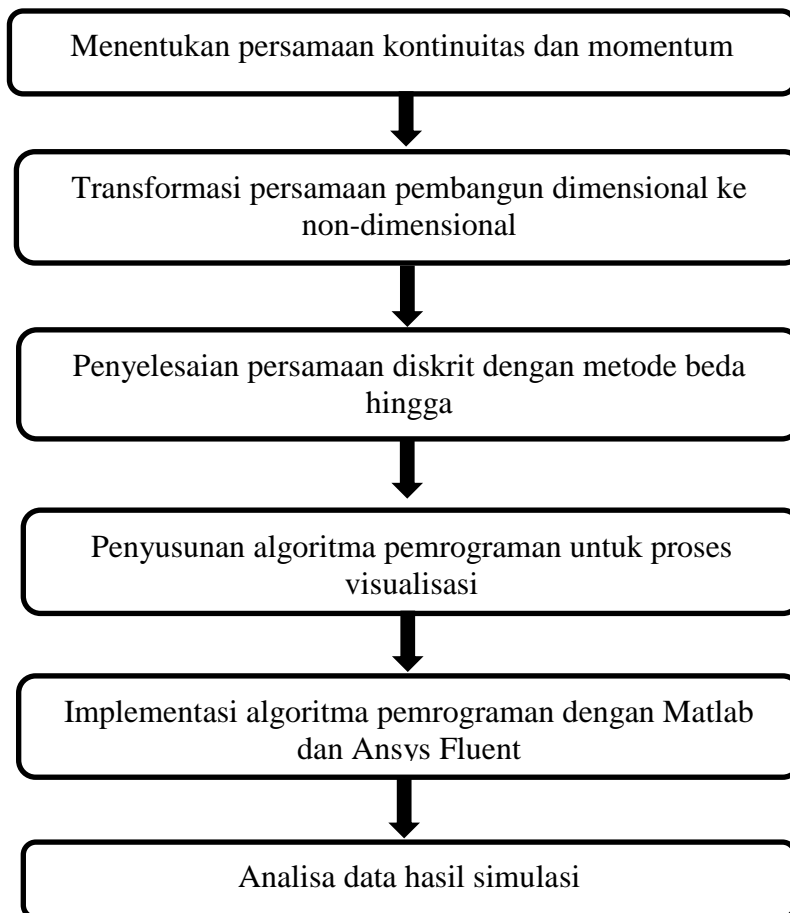 Menentukan persamaan kontinuitas dan momentum
Transformasi persamaan pembangun dimensional ke
non-dimensional
Penyelesaian persamaan diskrit dengan metode beda
hingga
Penyusunan algoritma pemrograman untuk proses
visualisasi
Implementasi algoritma pemrograman dengan Matlab
dan Ansys Fluent
Analisa data hasil simulasi